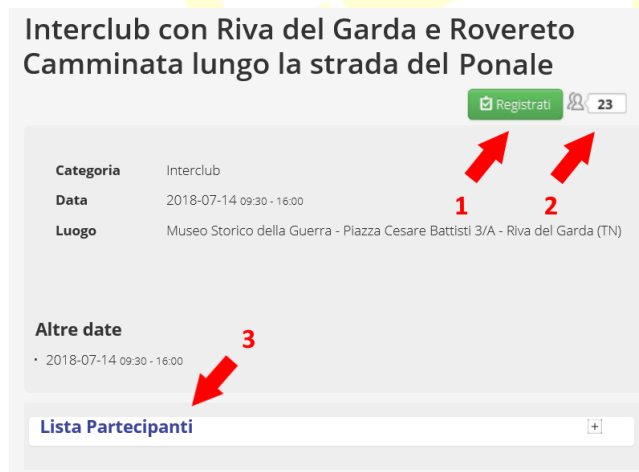 Interclub con Riva del Garda e Rovereto
Camminata lungo la strada del Ponale
Registrati 23
Categoria Interclub
Data 2018-07-14 09:30 - 16:00
1 2
Luogo Museo Storico della Guerra - Piazza Cesare Battisti 3/A - Riva del Garda (TN)
Altre date
3
• 2018-07-14 09:30 - 16:00
Lista Partecipanti +